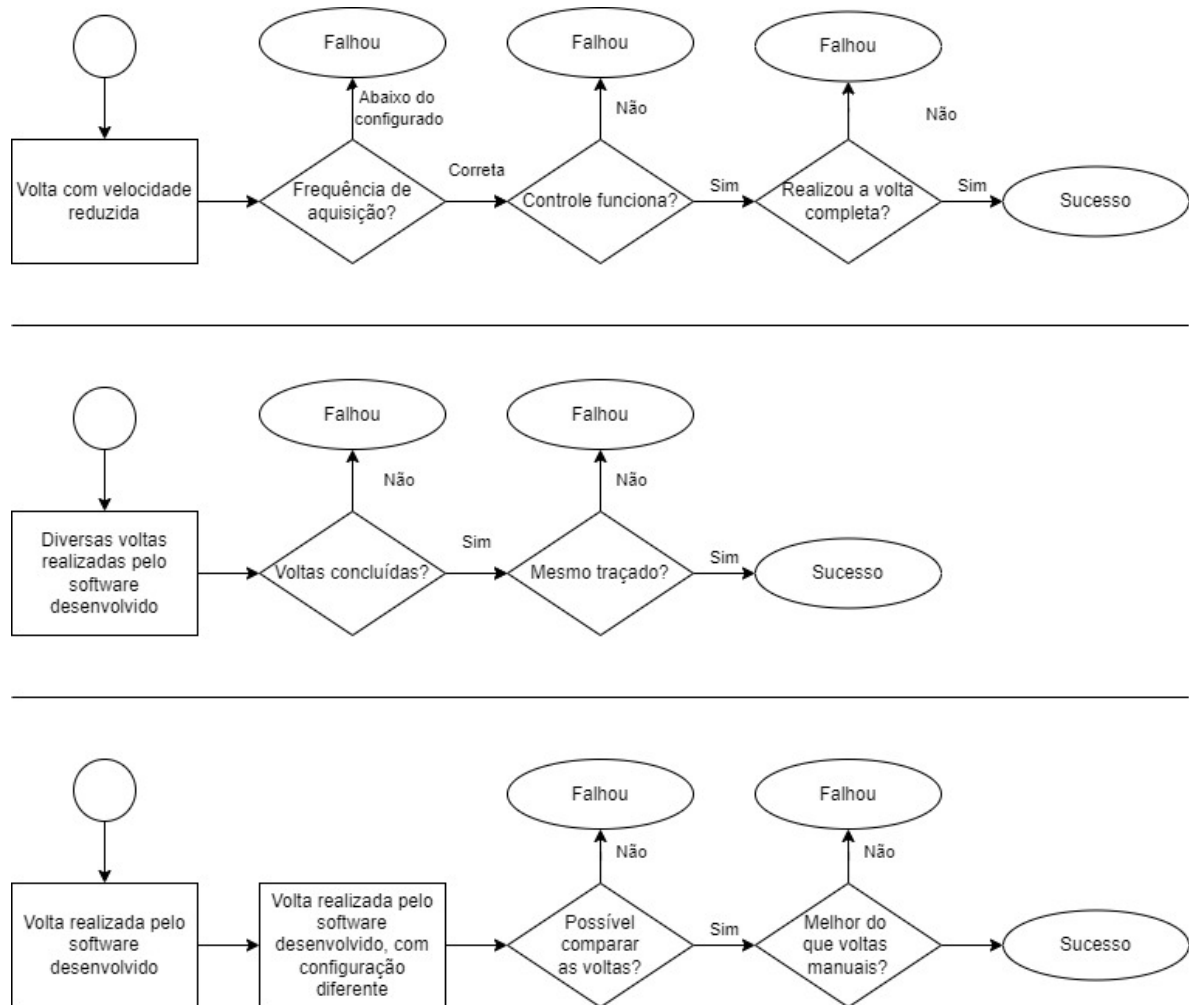 Falhou
Falhou
Falhou
Abaixo do
configurado
Não
Não
Volta com velocidade
reduzida
Frequência de
aquisição?
Correta
Controle funciona?
Sim
Realizou a volta
completa?
Sim
Sucesso
Falhou
Falhou
Não
Não
Diversas voltas
realizadas pelo
software
desenvolvido
Voltas concluídas?
Sim
Mesmo traçado?
Sim
Sucesso
Falhou
Falhou
Não
Não
Volta realizada pelo
software
desenvolvido
Volta realizada pelo
software
desenvolvido, com
configuração
diferente
Possível
comparar
as voltas?
Sim
Melhor do
que voltas
manuais?
Sucesso